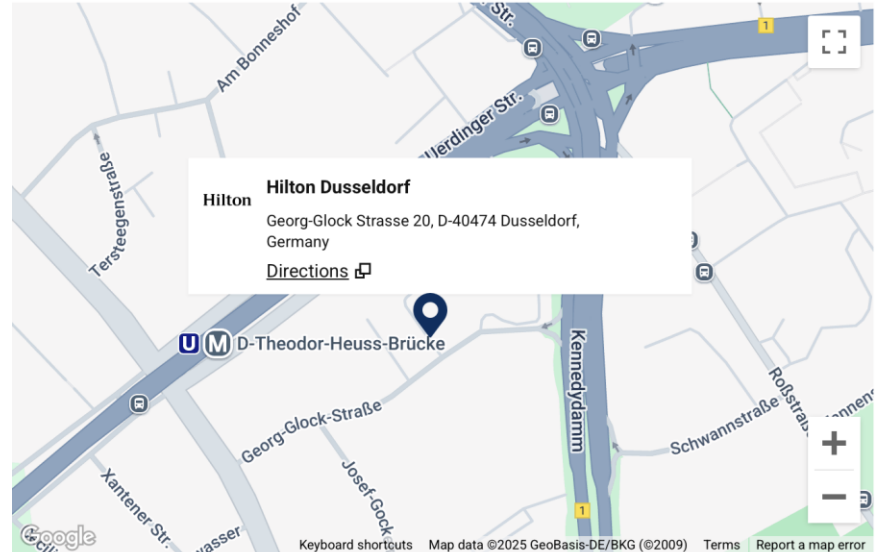 Str.
1
Am Bonneshof
Uerdinger Str.
Tersteegenstraße
Hilton
Hilton Dusseldorf
Georg-Glock Strasse 20, D-40474 Dusseldorf,
Germany
Directions
U M D-Theodor-Heuss-Brücke
Kennedydamm
Georg-Glock-Straße
Roßstraße
Schwannstraße
Josef-Gock
Xantener Str.
1
Google
Keyboard shortcuts Map data ©2025 GeoBasis-DE/BKG (©2009) Terms Report a map error